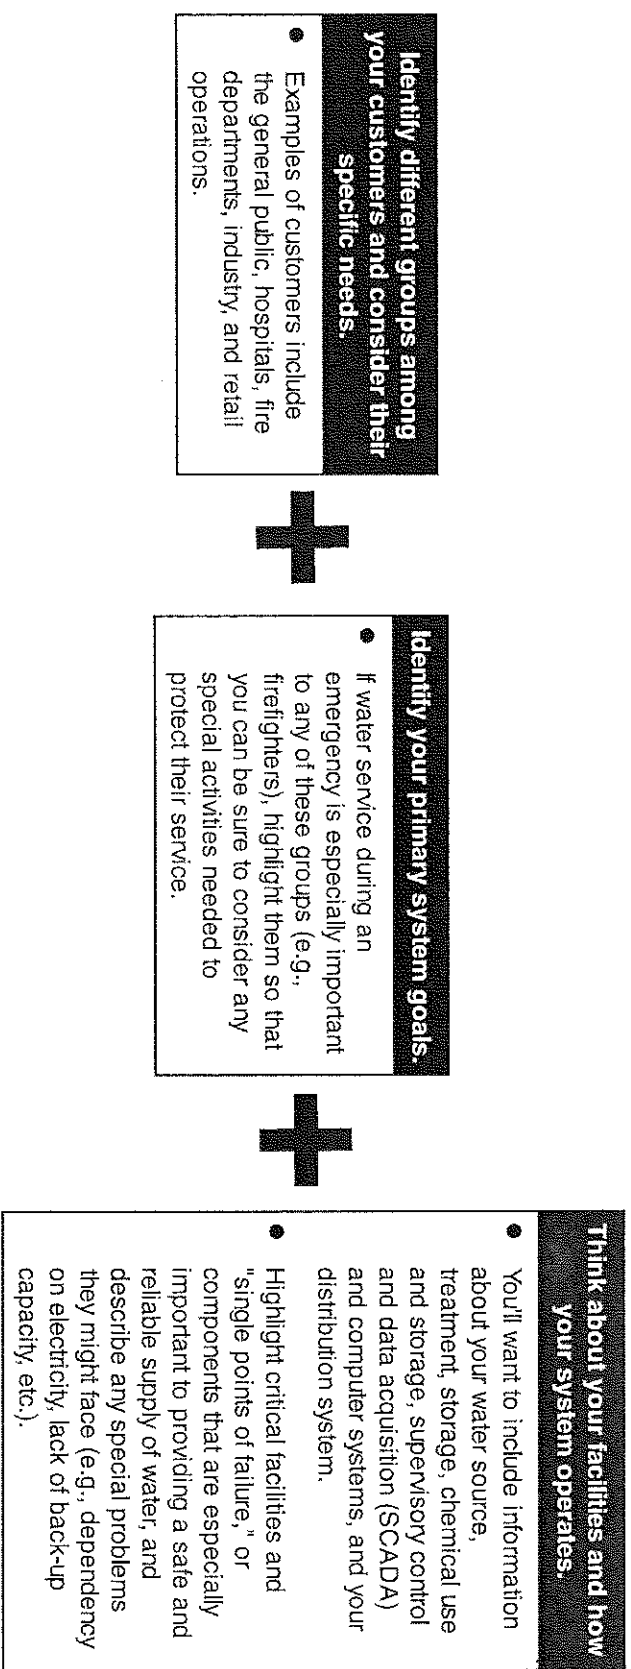 Identify different groups among
your customers and consider their
specific needs.
● Examples of customers include
the general public, hospitals, fire
departments, industry, and retail
operations.
Identify your primary system goals.
● If water service during an
emergency is especially important
to any of these groups (e.g.,
firefighters), highlight them so that
you can be sure to consider any
special activities needed to
protect their service.
Think about your facilities and how
your system operates.
● You'll want to include information
about your water source,
treatment, storage, chemical use
and storage, supervisory control
and data acquisition (SCADA)
and computer systems, and your
distribution system.
● Highlight critical facilities and
"single points of failure," or
components that are especially
important to providing a safe and
reliable supply of water, and
describe any special problems
they might face (e.g., dependency
on electricity, lack of back-up
capacity, etc.).